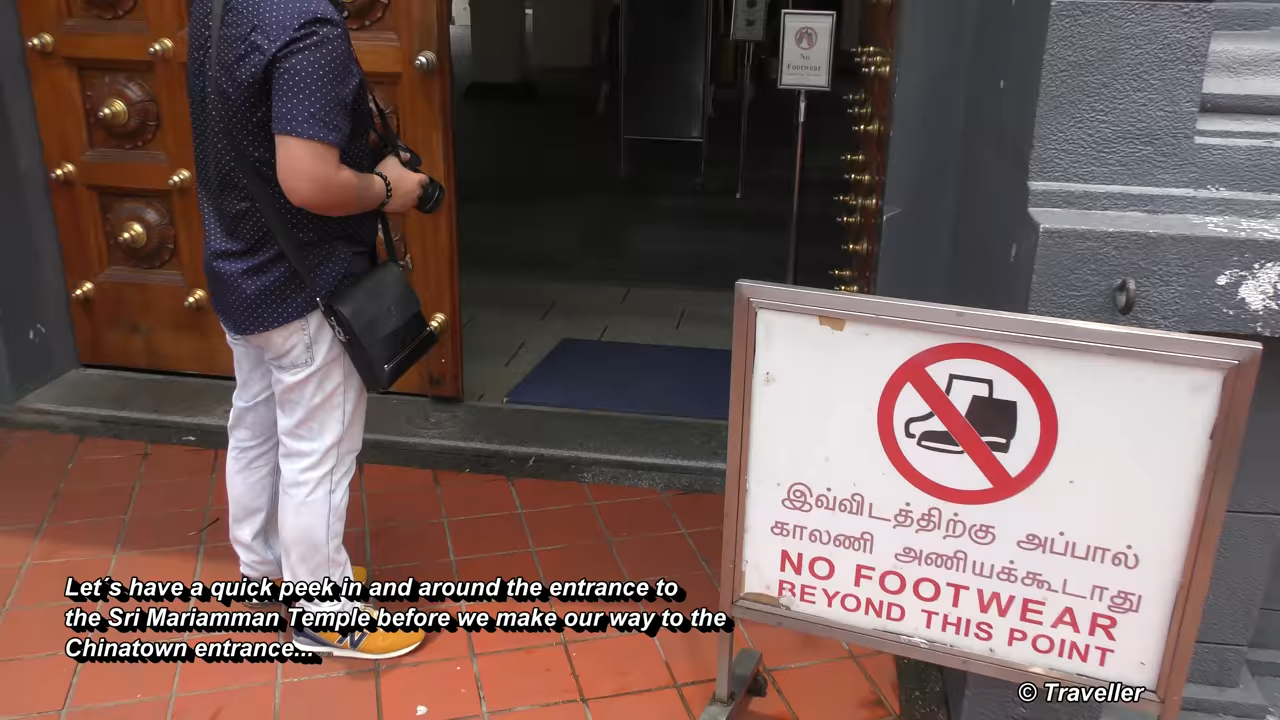 No
Footwear
இவ்விடத்திற்கு அப்பால்
காலணி அணியக்கூடாது
NO FOOTWEAR
BEYOND THIS POINT
Let´s have a quick peek in and around the entrance to
the Sri Mariamman Temple before we make our way to the
Chinatown entrance...
© Traveller